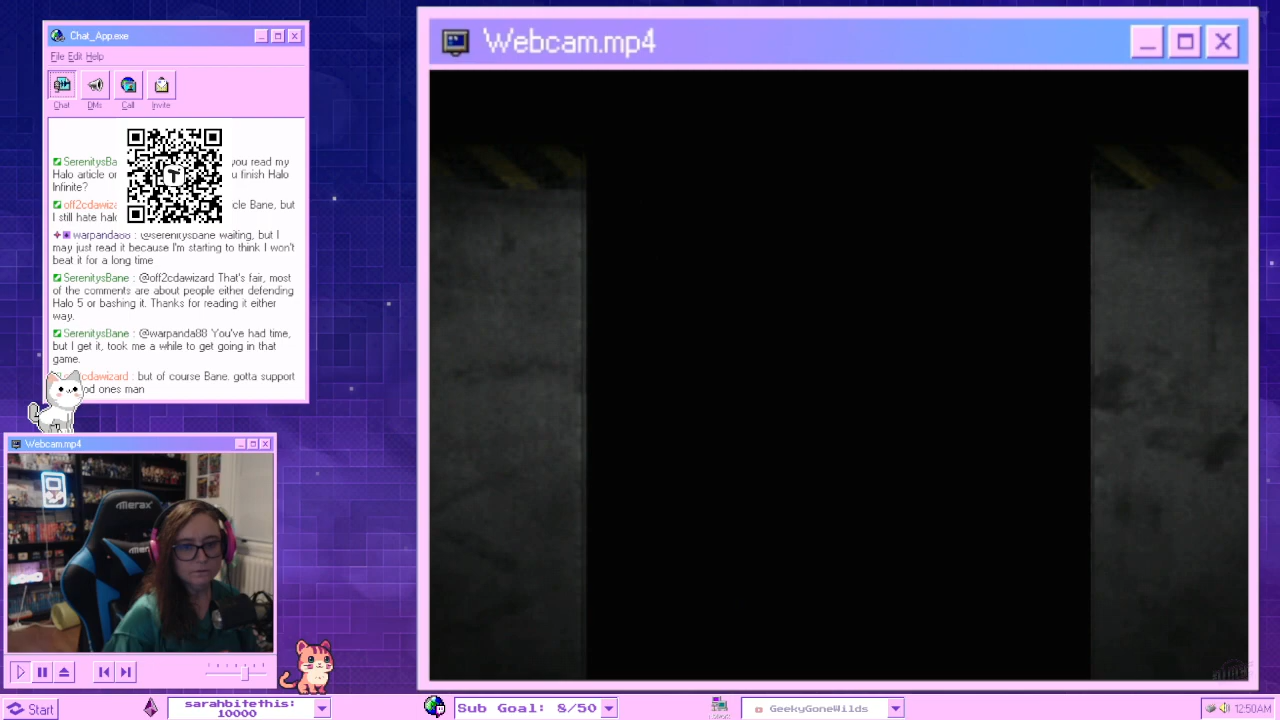 Chat_App.exe
File Edit Help
Chat DMs Call Invite
SerenitysBa you read my
Halo article or u finish Halo
Infinite?
off2cdawiza cle Bane, but
I still hate halo
warpanda88 : @serenitysbane waiting, but I
may just read it because I'm starting to think I won't
beat it for a long time
SerenitysBane : @off2cdawizard That's fair, most
of the comments are about people either defending
Halo 5 or bashing it. Thanks for reading it either
way.
SerenitysBane : @warpanda88 You've had time,
but I get it, took me a while to get going in that
game.
cdawizard : but of course Bane. gotta support
od ones man
Webcam.mp4
merax
Webcam.mp4
Start
sarahbitethis:
10000
Sub Goal: 8/50
GeekyGoneWilds
12:50AM